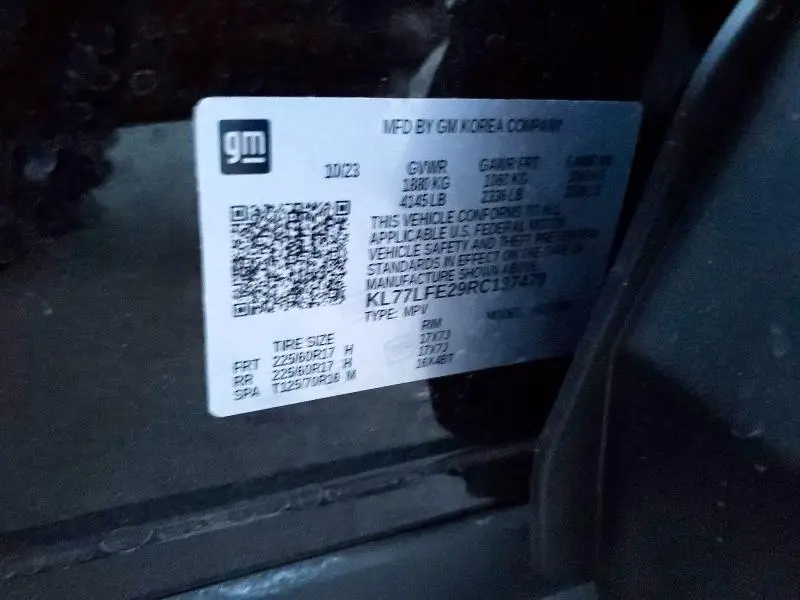 gm
MFD BY GM KOREA COMPANY
10/23 GVWR GAWR FRT GAWR RR
1880 KG 1060 KG
4145 LB 2336 LB
THIS VEHICLE CONFORMS TO ALL
APPLICABLE U.S. FEDERAL MOTOR
VEHICLE SAFETY AND THEFT PREVENTION
STANDARDS IN EFFECT ON THE DATE OF
MANUFACTURE SHOWN ABOVE.
KL77LFE29RC137479
TYPE: MPV MODEL:
TIRE SIZE RIM
FRT 225/60R17 H 17X7J
RR 225/60R17 H 17X7J
SPA T125/70R16 M 16X4BT